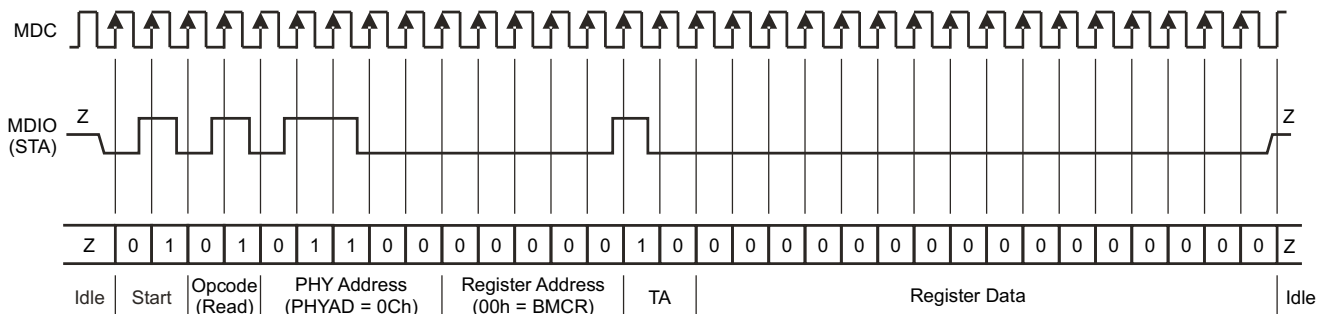 MDC
Z
Z
MDIO
(STA)
Z 0 1 0 1 0 1 1 0 0 0 0 0 0 0 1 0 0 0 0 0 0 0 0 0 0 0 0 0 0 0 0 0 Z
Idle Start Opcode (Read) PHY Address (PHYAD = 0Ch) Register Address (00h = BMCR) TA Register Data Idle